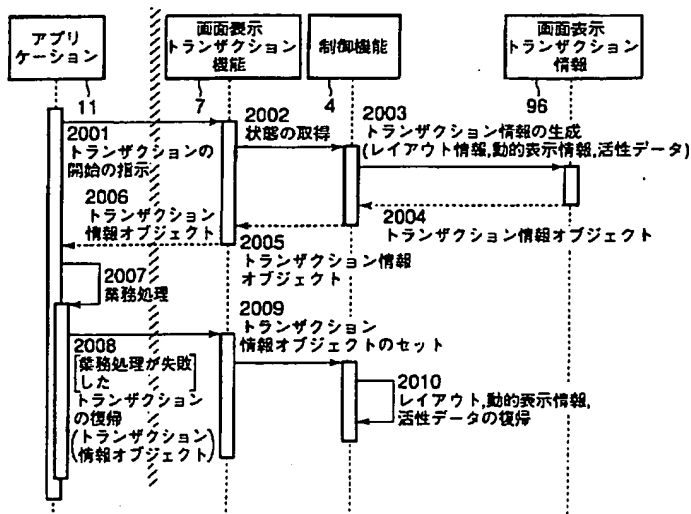 アプリ
ケーション
画面表示
トランザクション
機能
制御機能
画面表示
トランザクション
情報
11
7
4
96
2001
トランザクションの
開始の指示
2002
状態の取得
2003
トランザクション情報の生成
(レイアウト情報,動的表示情報,活性データ)
2004
トランザクション情報オブジェクト
2005
トランザクション情報
オブジェクト
2006
トランザクション
情報オブジェクト
2007
業務処理
2008
[業務処理が失敗
した]
トランザクション
の復帰
(トランザクション
情報オブジェクト)
2009
トランザクション
情報オブジェクトのセット
2010
レイアウト,動的表示情報,
活性データの復帰